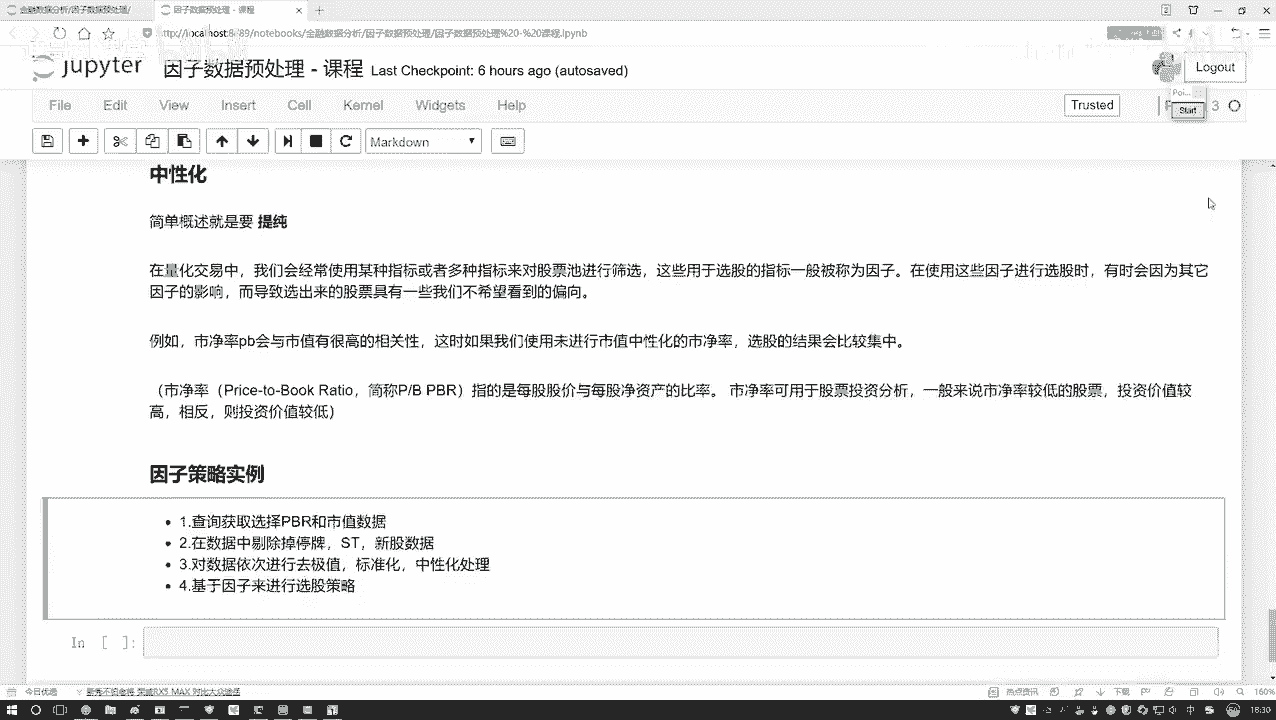 金融数据分析/因子数据预处理/
因子数据预处理 - 课程
localhost:8889/notebooks/金融数据分析/因子数据预处理/因子数据预处理%20-%20课程.ipynb
jupyter 因子数据预处理 - 课程 Last Checkpoint: 6 hours ago (autosaved)
Logout
File Edit View Insert Cell Kernel Widgets Help
Trusted
3
Start
Markdown
中性化
简单概述就是要 提纯
在量化交易中，我们会经常使用某种指标或者多种指标来对股票池进行筛选，这些用于选股的指标一般被称为因子。在使用这些因子进行选股时，有时会因为其它
因子的影响，而导致选出来的股票具有一些我们不希望看到的偏向。
例如，市净率pb会与市值有很高的相关性，这时如果我们使用未进行市值中性化的市净率，选股的结果会比较集中。
（市净率（Price-to-Book Ratio，简称P/B PBR）指的是每股股价与每股净资产的比率。 市净率可用于股票投资分析，一般来说市净率较低的股票，投资价值较
高，相反，则投资价值较低）
因子策略实例
1.查询获取选择PBR和市值数据
2.在数据中剔除掉停牌，ST，新股数据
3.对数据依次进行去极值，标准化，中性化处理
4.基于因子来进行选股策略
In [ ]:
今日优选
热点资讯
下载
160%
16:30